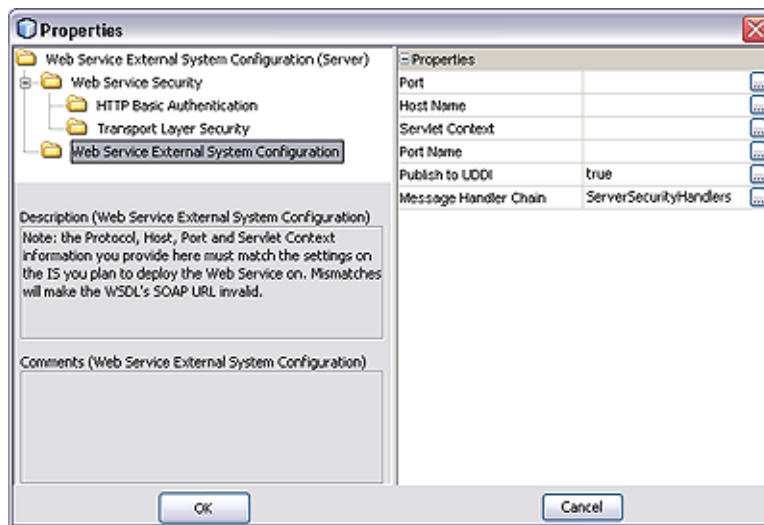 Properties
Web Service External System Configuration (Server)
Web Service Security
HTTP Basic Authentication
Transport Layer Security
Web Service External System Configuration
Description (Web Service External System Configuration)
Note: the Protocol, Host, Port and Servlet Context
information you provide here must match the settings on
the IS you plan to deploy the Web Service on. Mismatches
will make the WSDL's SOAP URL invalid.
Comments (Web Service External System Configuration)
Properties
Port
...
Host Name
...
Servlet Context
...
Port Name
...
Publish to UDDI true
...
Message Handler Chain ServerSecurityHandlers
...
OK Cancel